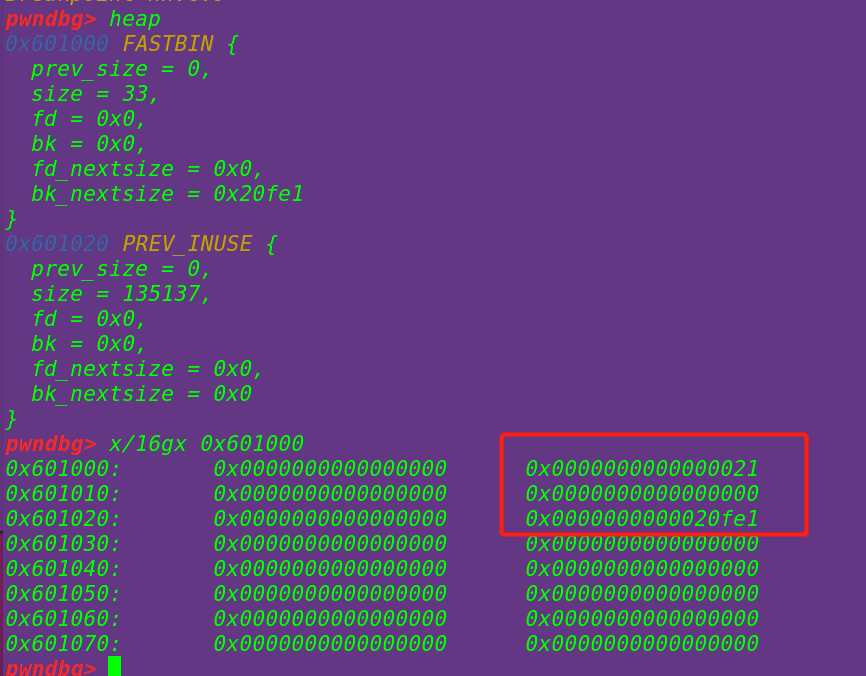 pwndbg> heap
0x601000 FASTBIN {
  prev_size = 0,
  size = 33,
  fd = 0x0,
  bk = 0x0,
  fd_nextsize = 0x0,
  bk_nextsize = 0x20fe1
}
0x601020 PREV_INUSE {
  prev_size = 0,
  size = 135137,
  fd = 0x0,
  bk = 0x0,
  fd_nextsize = 0x0,
  bk_nextsize = 0x0
}
pwndbg> x/16gx 0x601000
0x601000: 0x0000000000000000 0x0000000000000021
0x601010: 0x0000000000000000 0x0000000000000000
0x601020: 0x0000000000000000 0x0000000000020fe1
0x601030: 0x0000000000000000 0x0000000000000000
0x601040: 0x0000000000000000 0x0000000000000000
0x601050: 0x0000000000000000 0x0000000000000000
0x601060: 0x0000000000000000 0x0000000000000000
0x601070: 0x0000000000000000 0x0000000000000000
pwndbg>